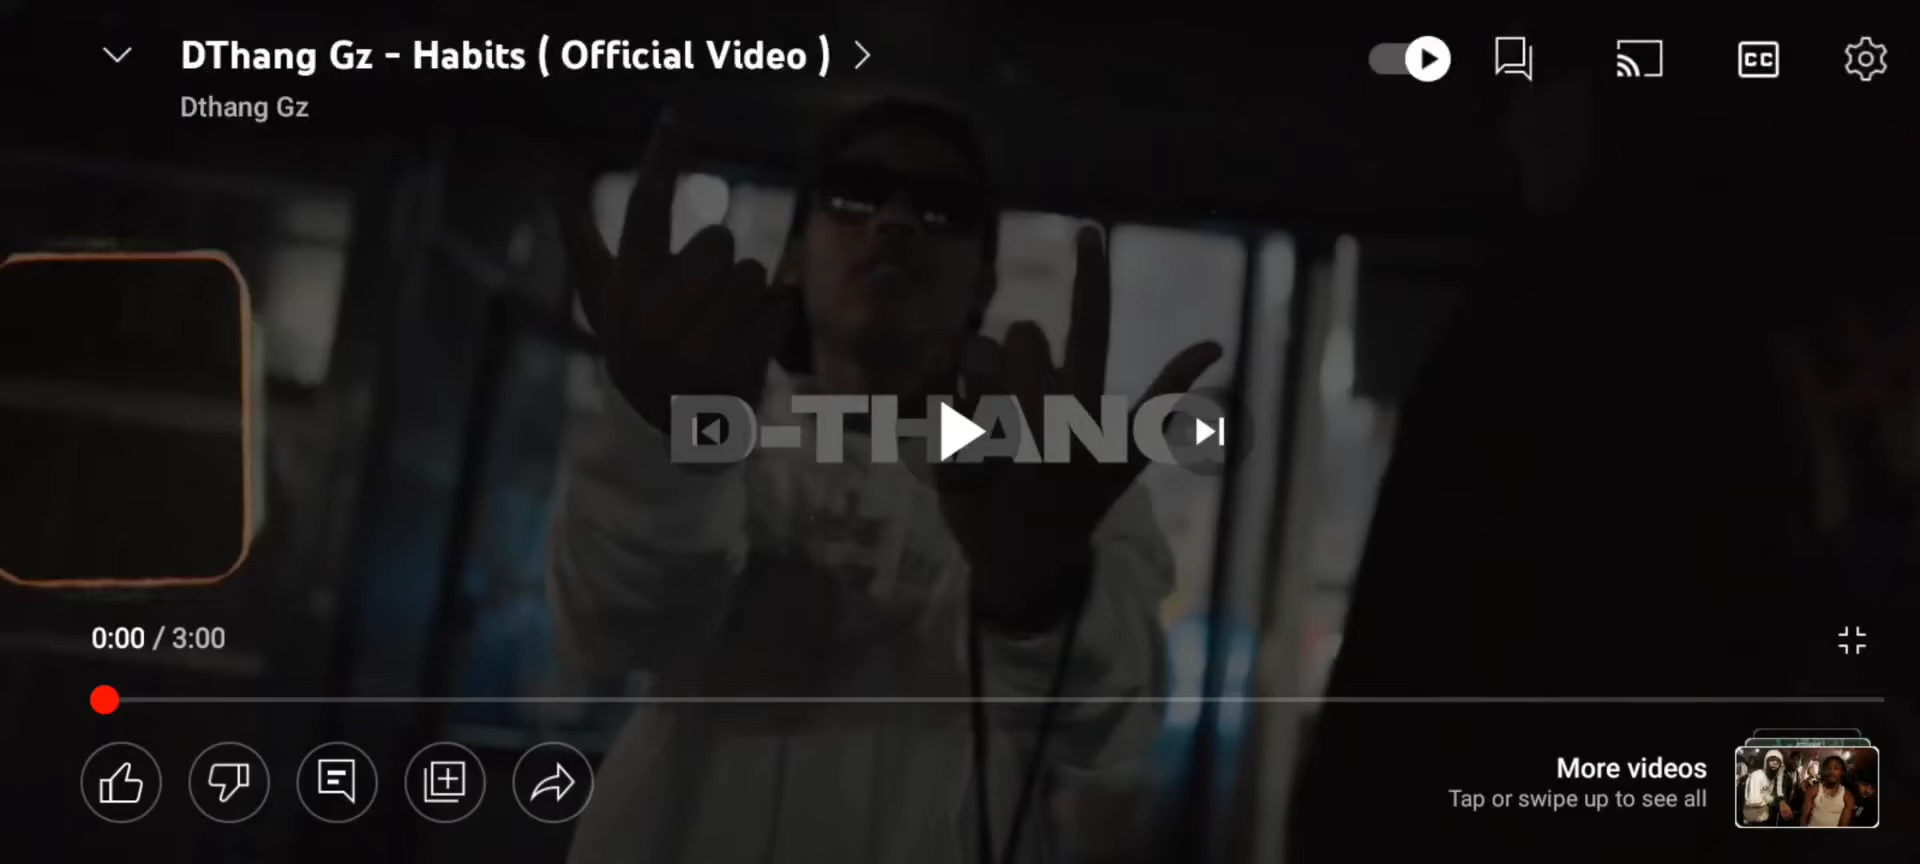 DThang Gz - Habits ( Official Video )
Dthang Gz
CC
D-THANG
0:00 / 3:00
More videos
Tap or swipe up to see all